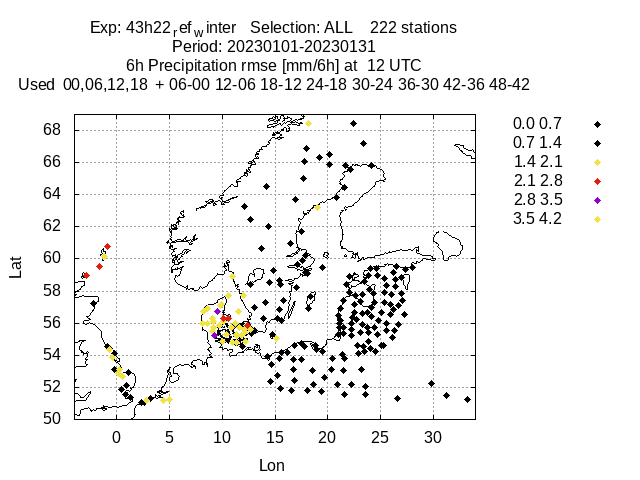 Exp: 43h22refwinter Selection: ALL 222 stations
Period: 20230101-20230131
6h Precipitation rmse [mm/6h] at 12 UTC
Used 00,06,12,18 + 06-00 12-06 18-12 24-18 30-24 36-30 42-36 48-42
0.0 0.7
0.7 1.4
1.4 2.1
2.1 2.8
2.8 3.5
3.5 4.2
68
66
64
62
60
58
56
54
52
50
Lat
0 5 10 15 20 25 30
Lon